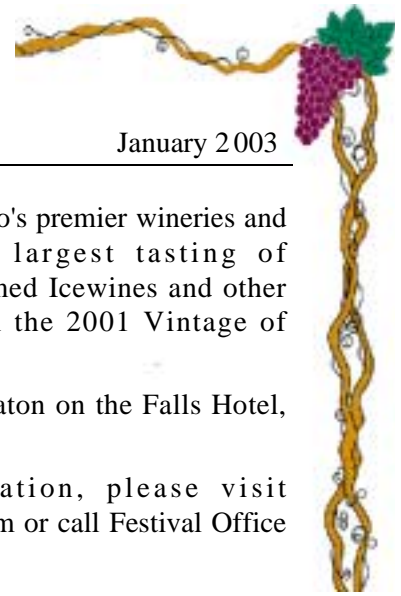 January 2003
o's premier wineries and
largest tasting of
ned Icewines and other
the 2001 Vintage of
aton on the Falls Hotel,
ation, please visit
m or call Festival Office